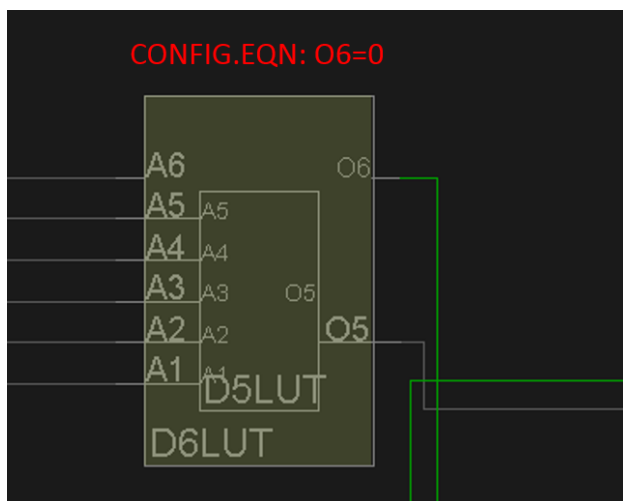 CONFIG.EQN: O6=0
A6
O6
A5
A5
A4
A4
A3
A3
O5
A2
A2
O5
A1
A1
D5LUT
D6LUT